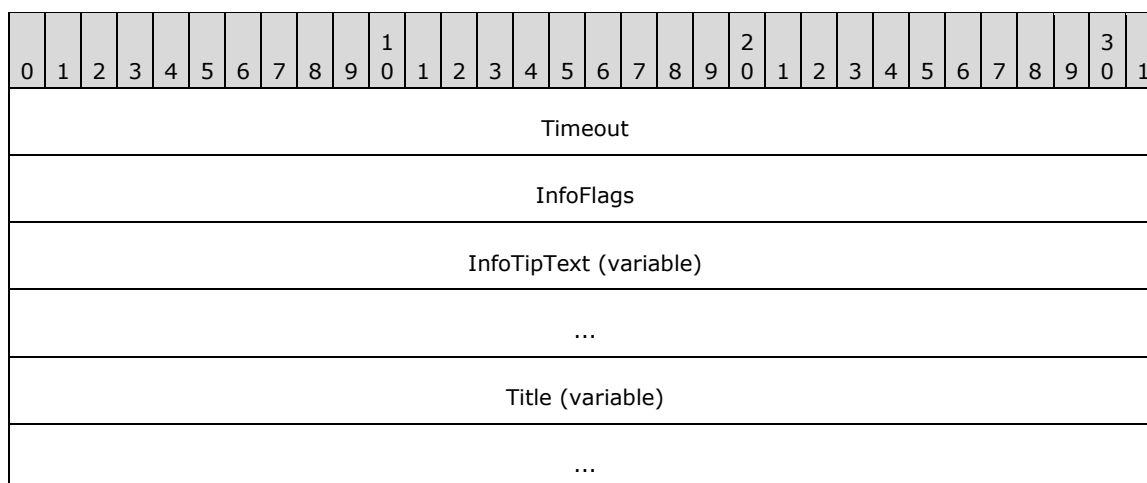 1 2 3
0 1 2 3 4 5 6 7 8 9 0 1 2 3 4 5 6 7 8 9 0 1 2 3 4 5 6 7 8 9 0 1
Timeout
InfoFlags
InfoTipText (variable)
...
Title (variable)
...